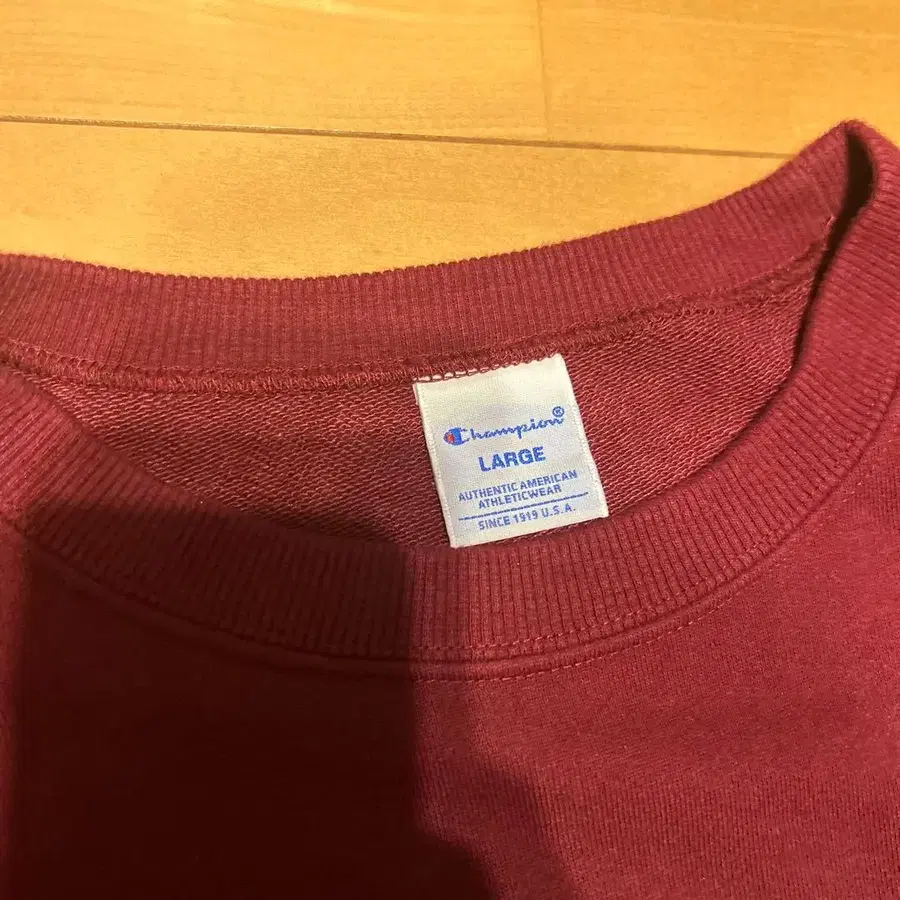 Champion®
LARGE
AUTHENTIC AMERICAN
ATHLETICWEAR
SINCE 1919 U.S.A.